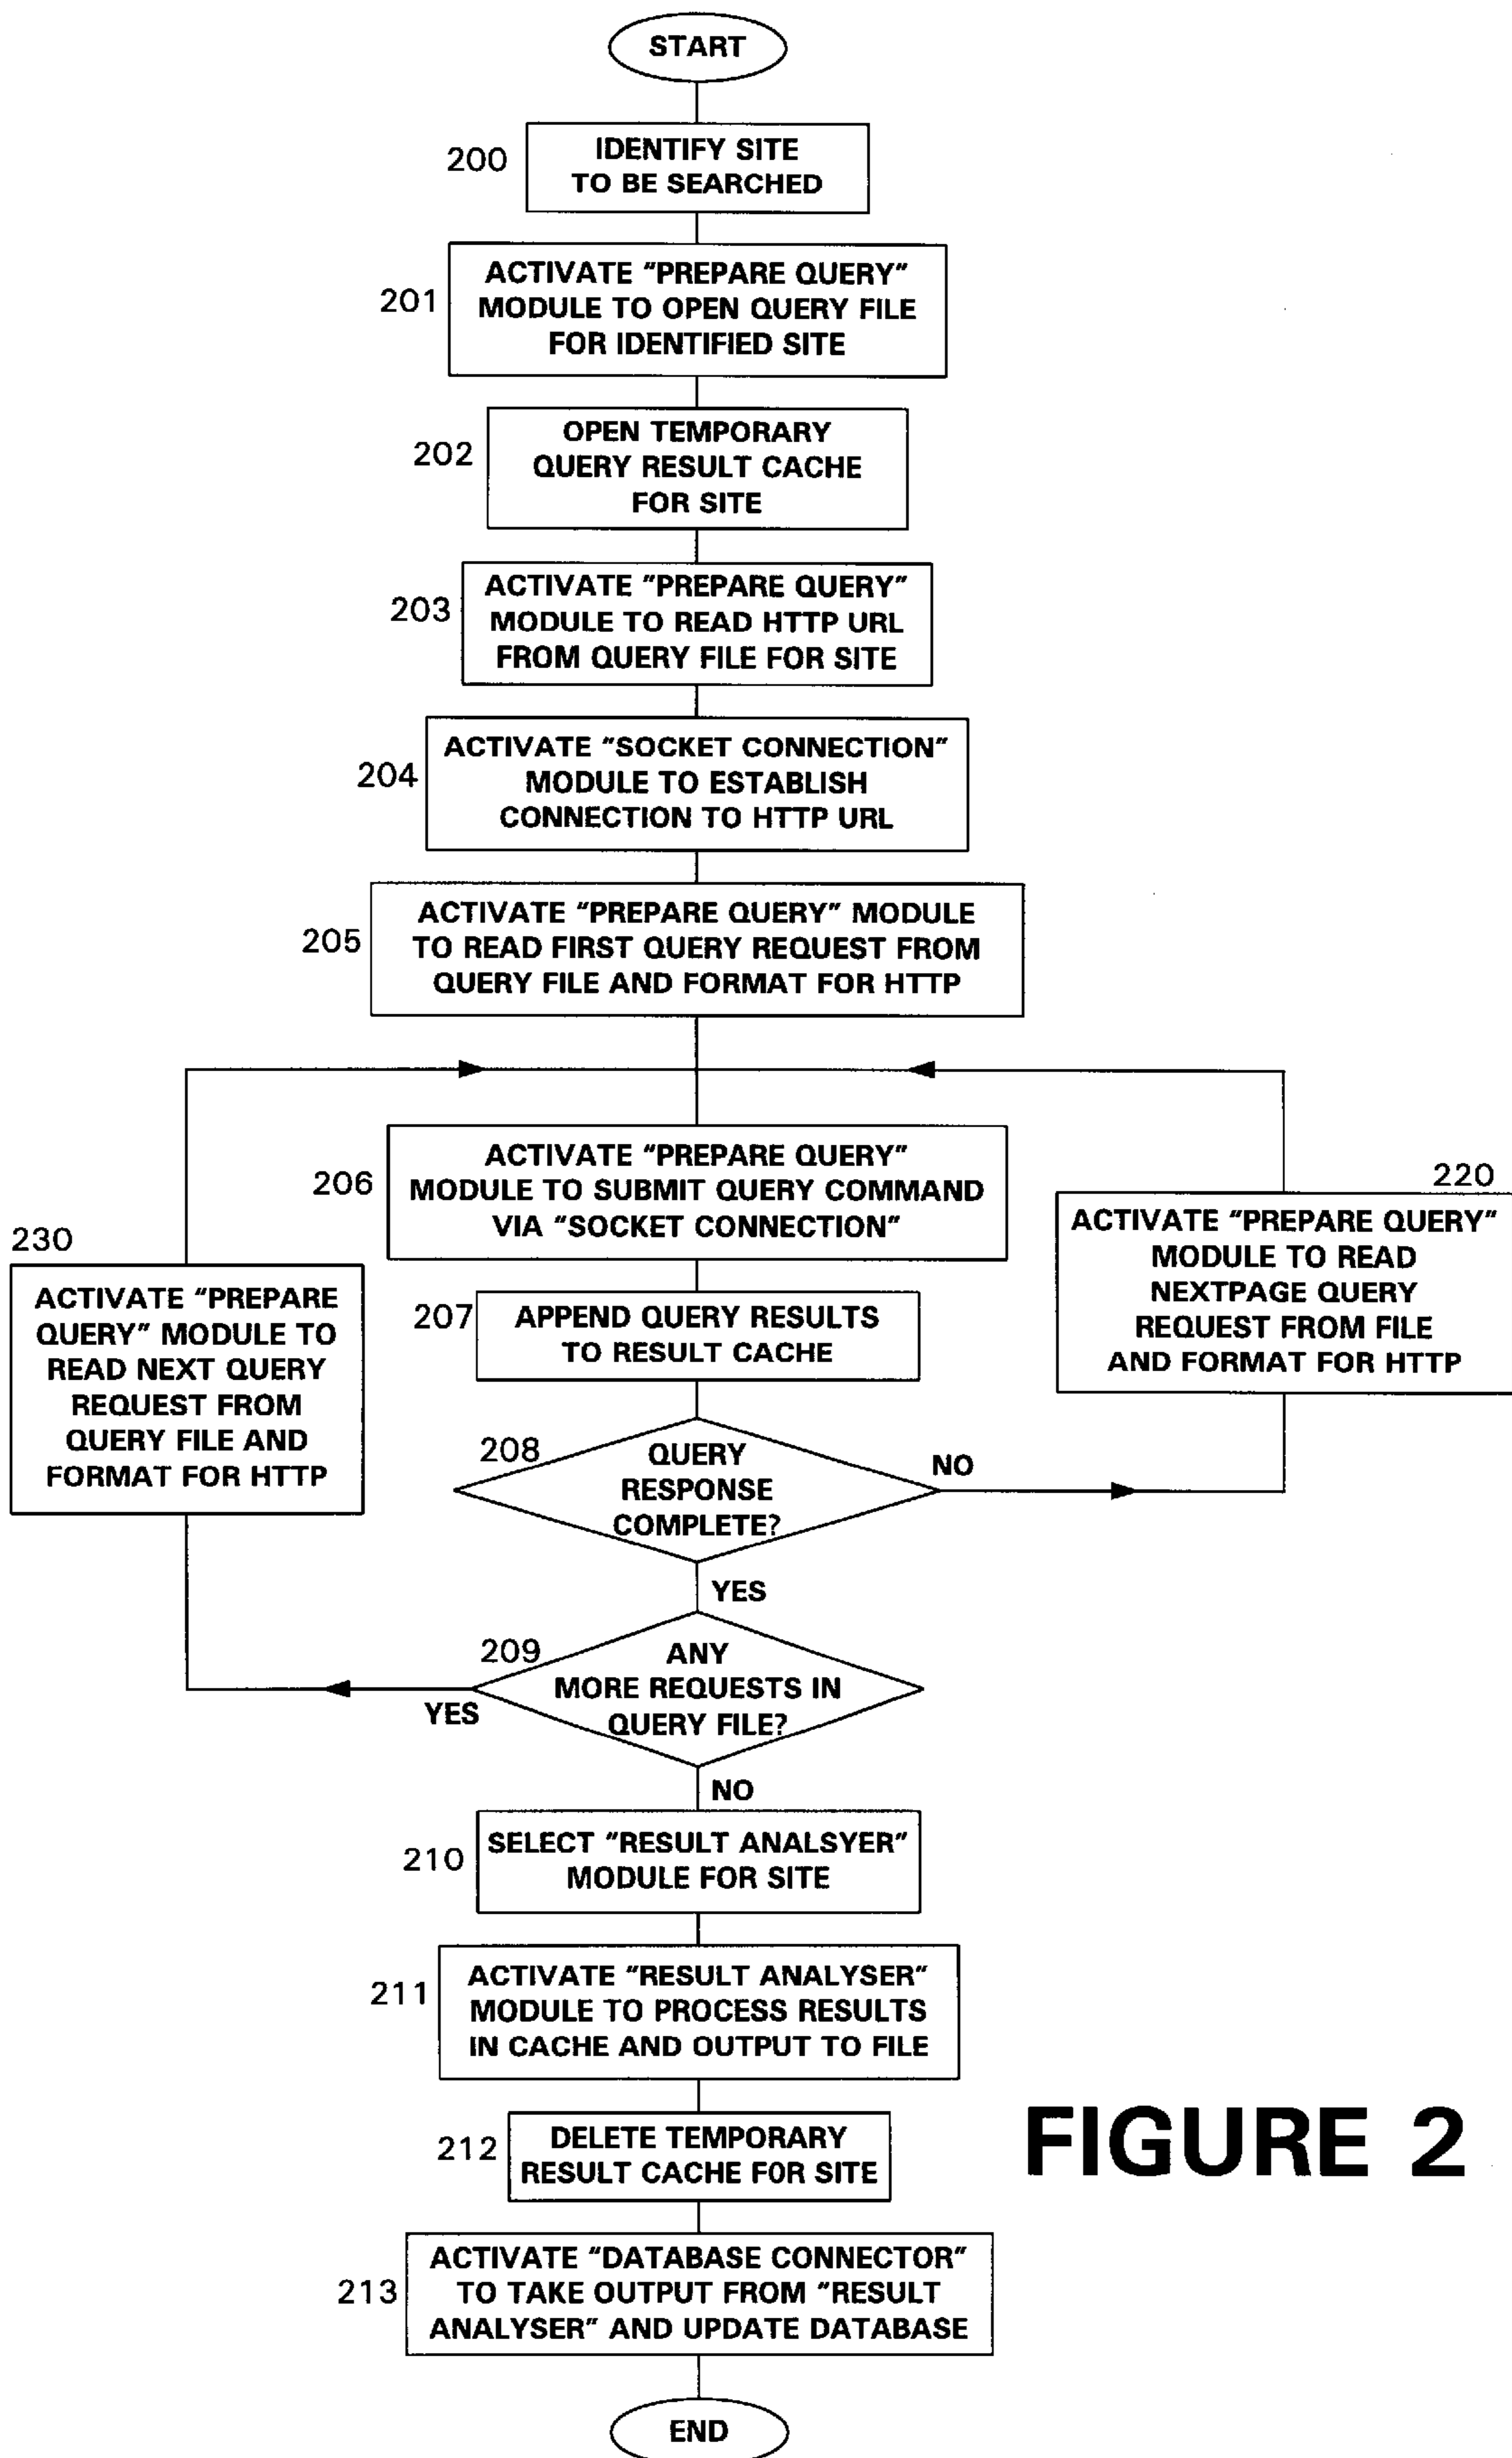 START
200
IDENTIFY SITE
TO BE SEARCHED
201
ACTIVATE "PREPARE QUERY"
MODULE TO OPEN QUERY FILE
FOR IDENTIFIED SITE
202
OPEN TEMPORARY
QUERY RESULT CACHE
FOR SITE
203
ACTIVATE "PREPARE QUERY"
MODULE TO READ HTTP URL
FROM QUERY FILE FOR SITE
204
ACTIVATE "SOCKET CONNECTION"
MODULE TO ESTABLISH
CONNECTION TO HTTP URL
205
ACTIVATE "PREPARE QUERY" MODULE
TO READ FIRST QUERY REQUEST FROM
QUERY FILE AND FORMAT FOR HTTP
206
ACTIVATE "PREPARE QUERY"
MODULE TO SUBMIT QUERY COMMAND
VIA "SOCKET CONNECTION"
220
ACTIVATE "PREPARE QUERY"
MODULE TO READ
NEXTPAGE QUERY
REQUEST FROM FILE
AND FORMAT FOR HTTP
230
ACTIVATE "PREPARE
QUERY" MODULE TO
READ NEXT QUERY
REQUEST FROM
QUERY FILE AND
FORMAT FOR HTTP
207
APPEND QUERY RESULTS
TO RESULT CACHE
208
QUERY
RESPONSE
COMPLETE?
NO
YES
209
ANY
MORE REQUESTS IN
QUERY FILE?
YES
NO
210
SELECT "RESULT ANALSYER"
MODULE FOR SITE
211
ACTIVATE "RESULT ANALYSER"
MODULE TO PROCESS RESULTS
IN CACHE AND OUTPUT TO FILE
212
DELETE TEMPORARY
RESULT CACHE FOR SITE
213
ACTIVATE "DATABASE CONNECTOR"
TO TAKE OUTPUT FROM "RESULT
ANALYSER" AND UPDATE DATABASE
END
FIGURE 2